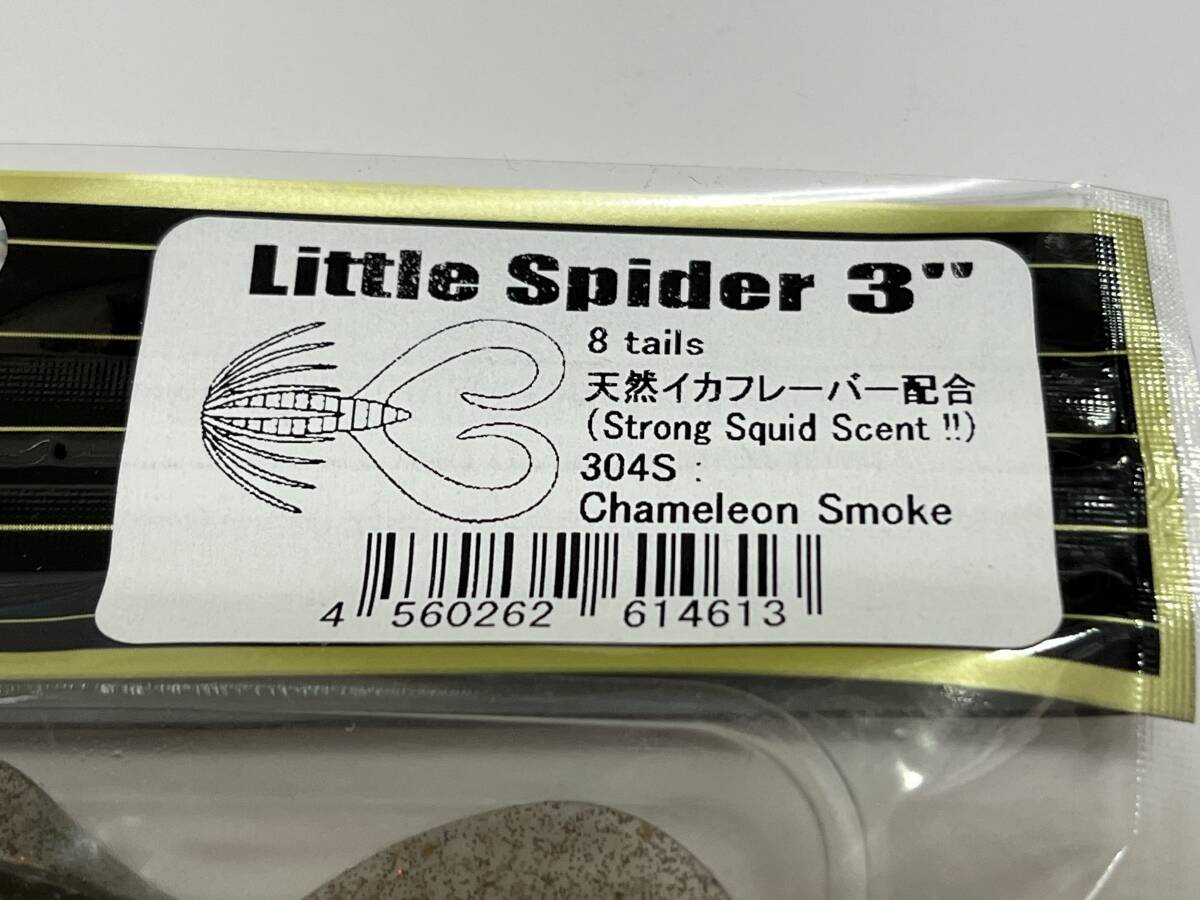 Little Spider 3"
8 tails
天然イカフレーバー配合
(Strong Squid Scent !!)
304S :
Chameleon Smoke
4 560262 614613